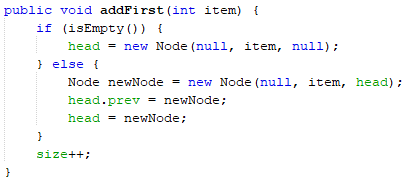 public void addFirst(int item) {
    if (isEmpty()) {
        head = new Node(null, item, null);
    } else {
        Node newNode = new Node(null, item, head);
        head.prev = newNode;
        head = newNode;
    }
    size++;
}